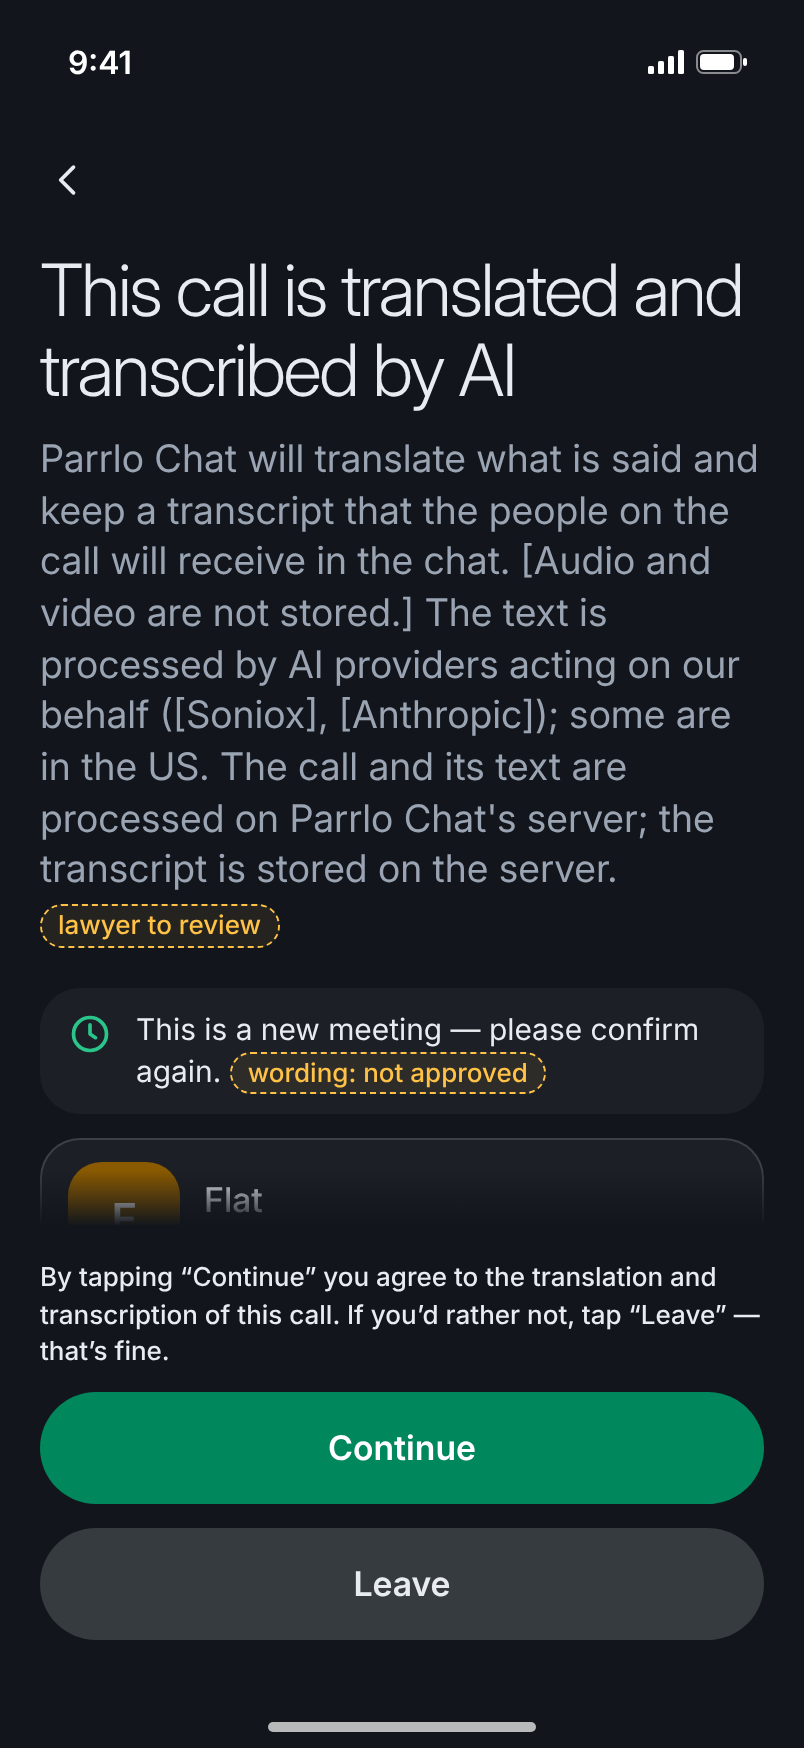 9:41
This call is translated and
transcribed by AI
Parrlo Chat will translate what is said and
keep a transcript that the people on the
call will receive in the chat. [Audio and
video are not stored.] The text is
processed by AI providers acting on our
behalf ([Soniox], [Anthropic]); some are
in the US. The call and its text are
processed on Parrlo Chat's server; the
transcript is stored on the server.
lawyer to review
This is a new meeting — please confirm
again. wording: not approved
F
Flat
By tapping “Continue” you agree to the translation and
transcription of this call. If you’d rather not, tap “Leave” —
that’s fine.
Continue
Leave